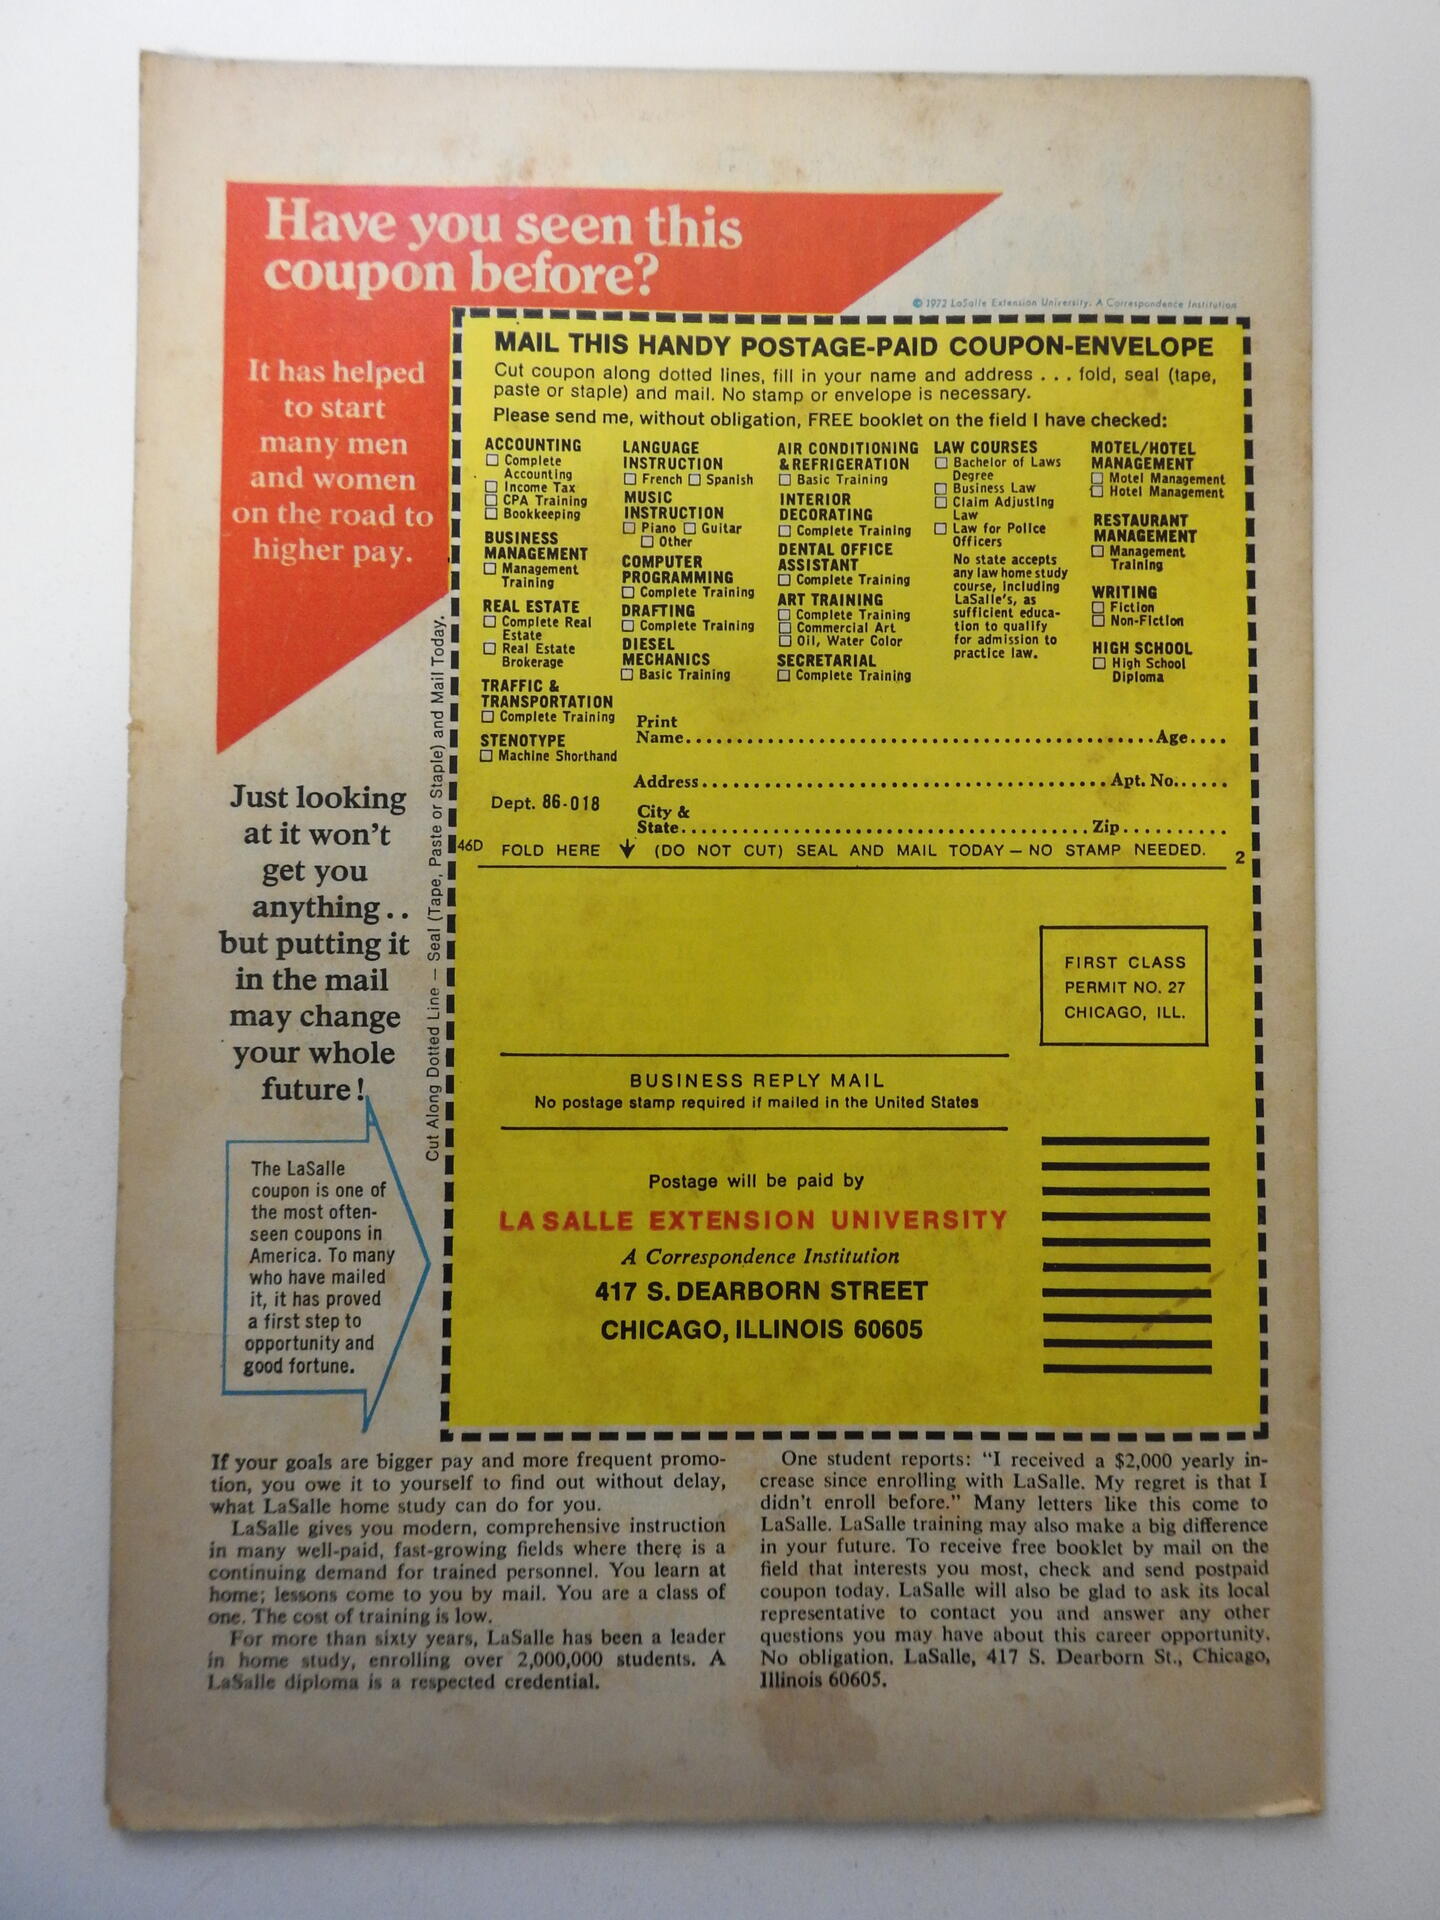 Have you seen this
coupon before?
© 1972 LaSalle Extension University, A Correspondence Institution
It has helped
to start
many men
and women
on the road to
higher pay.
Just looking
at it won't
get you
anything . .
but putting it
in the mail
may change
your whole
future!
The LaSalle
coupon is one of
the most often-
seen coupons in
America. To many
who have mailed
it, it has proved
a first step to
opportunity and
good fortune.
Cut Along Dotted Line — Seal (Tape, Paste or Staple) and Mail Today.
MAIL THIS HANDY POSTAGE-PAID COUPON-ENVELOPE
Cut coupon along dotted lines, fill in your name and address . . . fold, seal (tape,
paste or staple) and mail. No stamp or envelope is necessary.
Please send me, without obligation, FREE booklet on the field I have checked:
ACCOUNTING
☐ Complete
Accounting
☐ Income Tax
☐ CPA Training
☐ Bookkeeping
BUSINESS
MANAGEMENT
☐ Management
Training
REAL ESTATE
☐ Complete Real
Estate
☐ Real Estate
Brokerage
TRAFFIC &
TRANSPORTATION
☐ Complete Training
STENOTYPE
☐ Machine Shorthand
LANGUAGE
INSTRUCTION
☐ French ☐ Spanish
MUSIC
INSTRUCTION
☐ Piano ☐ Guitar
☐ Other
COMPUTER
PROGRAMMING
☐ Complete Training
DRAFTING
☐ Complete Training
DIESEL
MECHANICS
☐ Basic Training
AIR CONDITIONING
& REFRIGERATION
☐ Basic Training
INTERIOR
DECORATING
☐ Complete Training
DENTAL OFFICE
ASSISTANT
☐ Complete Training
ART TRAINING
☐ Complete Training
☐ Commercial Art
☐ Oil, Water Color
SECRETARIAL
☐ Complete Training
LAW COURSES
☐ Bachelor of Laws
Degree
☐ Business Law
☐ Claim Adjusting
Law
☐ Law for Police
Officers
No state accepts
any law home study
course, including
LaSalle's, as
sufficient educa-
tion to qualify
for admission to
practice law.
MOTEL/HOTEL
MANAGEMENT
☐ Motel Management
☐ Hotel Management
RESTAURANT
MANAGEMENT
☐ Management
Training
WRITING
☐ Fiction
☐ Non-Fiction
HIGH SCHOOL
☐ High School
Diploma
Print
Name.....Age....
Address.....Apt. No......
Dept. 86-018
City &
State.....Zip..........
46D FOLD HERE ↓ (DO NOT CUT) SEAL AND MAIL TODAY — NO STAMP NEEDED. 2
FIRST CLASS
PERMIT NO. 27
CHICAGO, ILL.
BUSINESS REPLY MAIL
No postage stamp required if mailed in the United States
Postage will be paid by
LA SALLE EXTENSION UNIVERSITY
A Correspondence Institution
417 S. DEARBORN STREET
CHICAGO, ILLINOIS 60605
If your goals are bigger pay and more frequent promo-
tion, you owe it to yourself to find out without delay,
what LaSalle home study can do for you.
LaSalle gives you modern, comprehensive instruction
in many well-paid, fast-growing fields where there is a
continuing demand for trained personnel. You learn at
home; lessons come to you by mail. You are a class of
one. The cost of training is low.
For more than sixty years, LaSalle has been a leader
in home study, enrolling over 2,000,000 students. A
LaSalle diploma is a respected credential.
One student reports: "I received a $2,000 yearly in-
crease since enrolling with LaSalle. My regret is that I
didn't enroll before." Many letters like this come to
LaSalle. LaSalle training may also make a big difference
in your future. To receive free booklet by mail on the
field that interests you most, check and send postpaid
coupon today. LaSalle will also be glad to ask its local
representative to contact you and answer any other
questions you may have about this career opportunity.
No obligation. LaSalle, 417 S. Dearborn St., Chicago,
Illinois 60605.